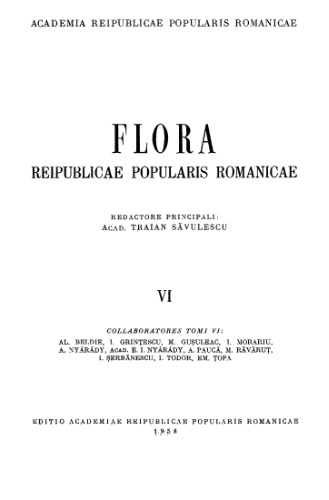 ACADEMIA REIPUBLICAE POPULARIS ROMANICAE
FLORA
REIPUBLICAE POPULARIS ROMANICAE
REDACTORE PRINCIPALI:
ACAD. TRAIAN SĂVULESCU
VI
COLLABORATORES TOMI VI:
AL. BELDIE, I. GRINȚESCU, M. GUȘULEAC, I. MORARIU,
A. NYÁRÁDY, ACAD. E. I. NYÁRÁDY, A. PAUCĂ, M. RĂVĂRUȚ,
I. ȘERBĂNESCU, I. TODOR, EM. ȚOPA
EDITIO ACADEMIAE REIPUBLICAE POPULARIS ROMANICAE
1958